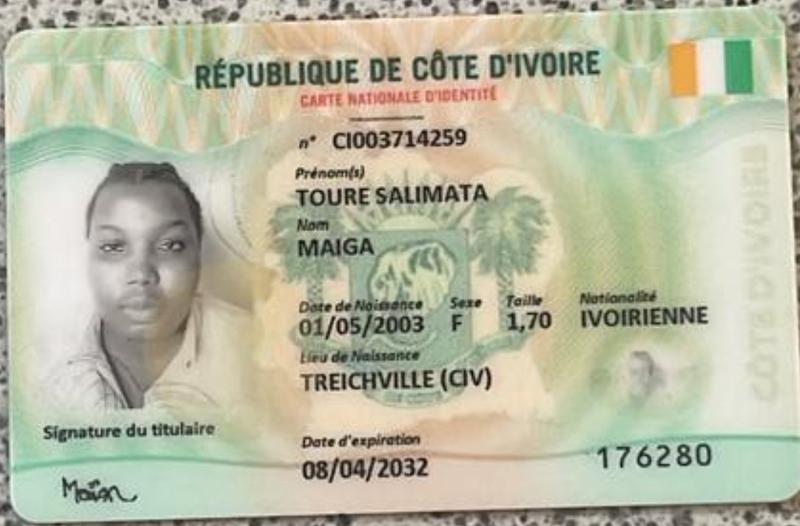 RÉPUBLIQUE DE CÔTE D'IVOIRE
CARTE NATIONALE D'IDENTITÉ
n° CI003714259
Prénom(s)
TOURE SALIMATA
Nom
MAIGA
Date de Naissance Sexe Taille Nationalité
01/05/2003 F 1,70 IVOIRIENNE
Lieu de Naissance
TREICHVILLE (CIV)
Signature du titulaire
Date d'expiration
08/04/2032
176280
CÔTE D'IVOIRE